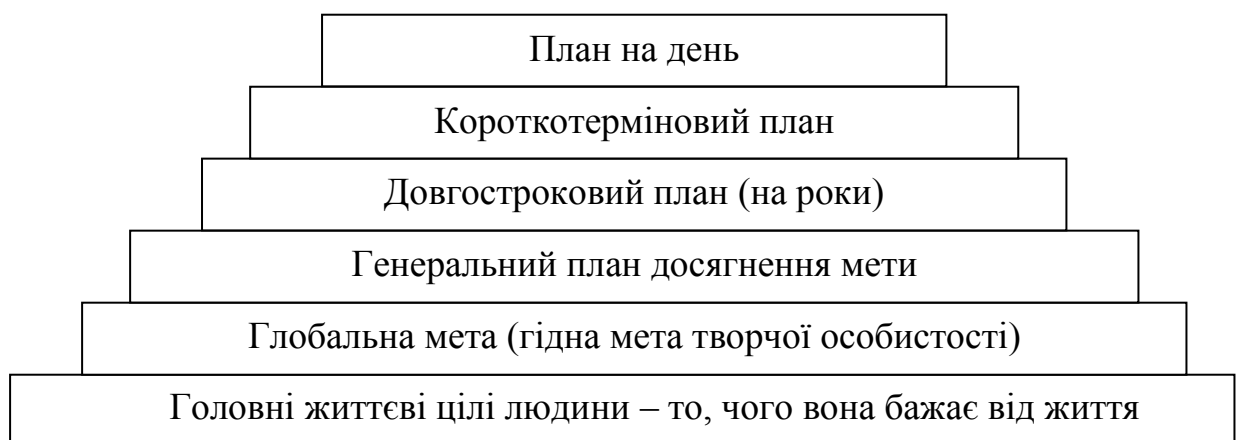 План на день
Короткотерміновий план
Довгостроковий план (на роки)
Генеральний план досягнення мети
Глобальна мета (гідна мета творчої особистості)
Головні життєві цілі людини – то, чого вона бажає від життя